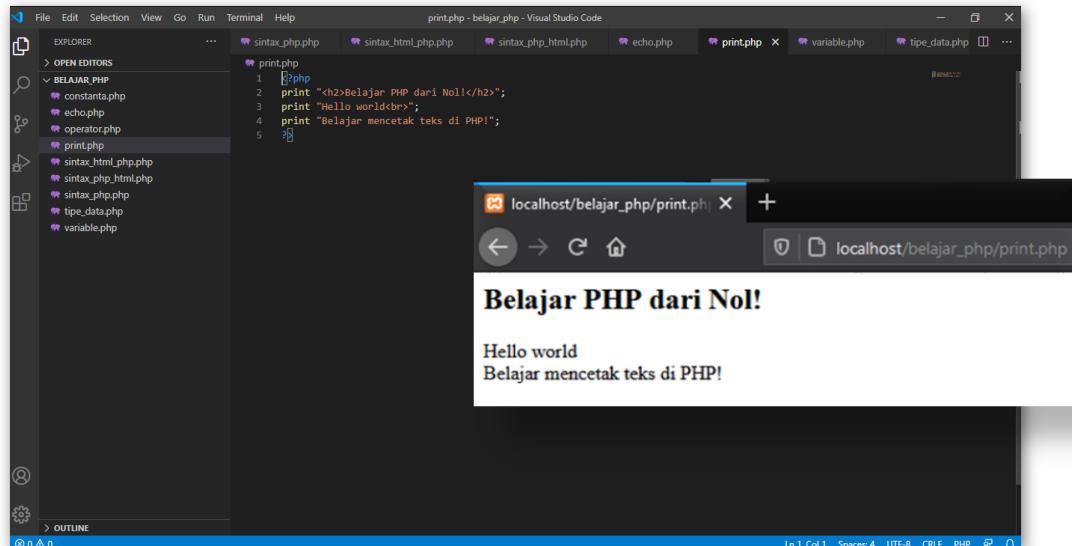 File Edit Selection View Go Run Terminal Help print.php - belajar_php - Visual Studio Code
EXPLORER
sintax_php.php sintax_html_php.php sintax_php_html.php echo.php print.php variable.php tipe_data.php
OPEN EDITORS
BELAJAR_PHP
constanta.php
echo.php
operator.php
print.php
sintax_html_php.php
sintax_php_html.php
sintax_php.php
tipe_data.php
variable.php
print.php
1 <?php
2 print "<h2>Belajar PHP dari Nol!</h2>";
3 print "Hello world<br>";
4 print "Belajar mencetak teks di PHP!";
5 ?>
localhost/belajar_php/print.ph
localhost/belajar_php/print.php
Belajar PHP dari Nol!
Hello world
Belajar mencetak teks di PHP!
OUTLINE
0 0 Ln 1, Col 1 Spaces: 4 UTF-8 CRLF PHP